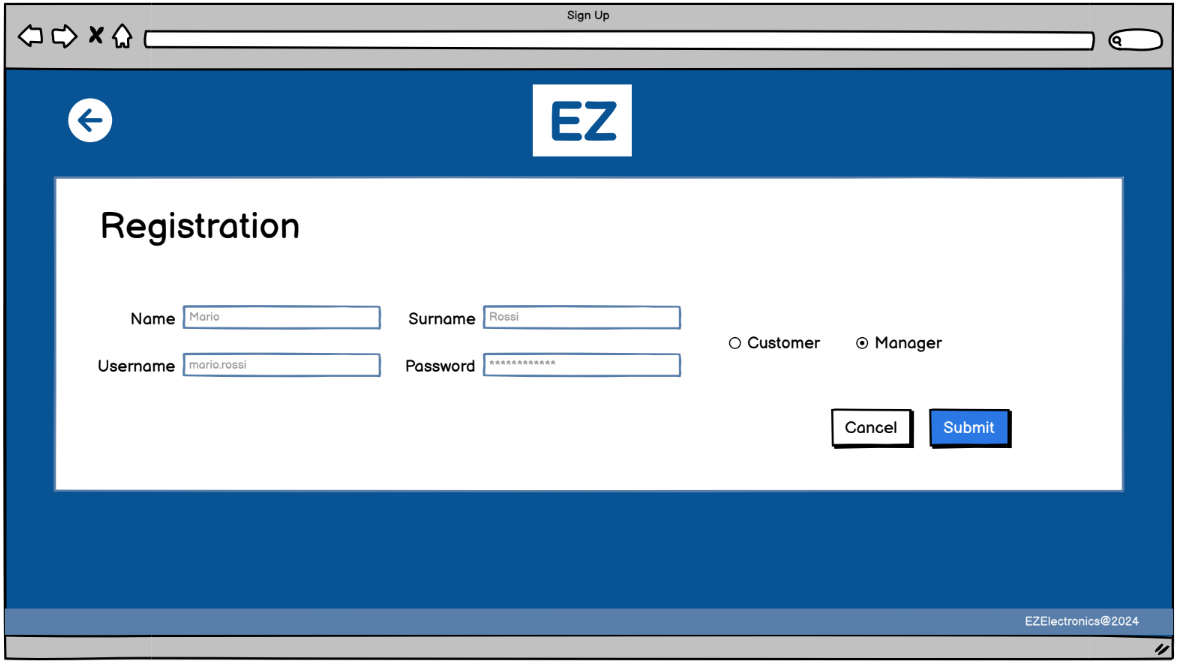 Sign Up
EZ
Registration
Name Mario Surname Rossi
Customer Manager
Username mario.rossi Password ************
Cancel Submit
EZElectronics@2024